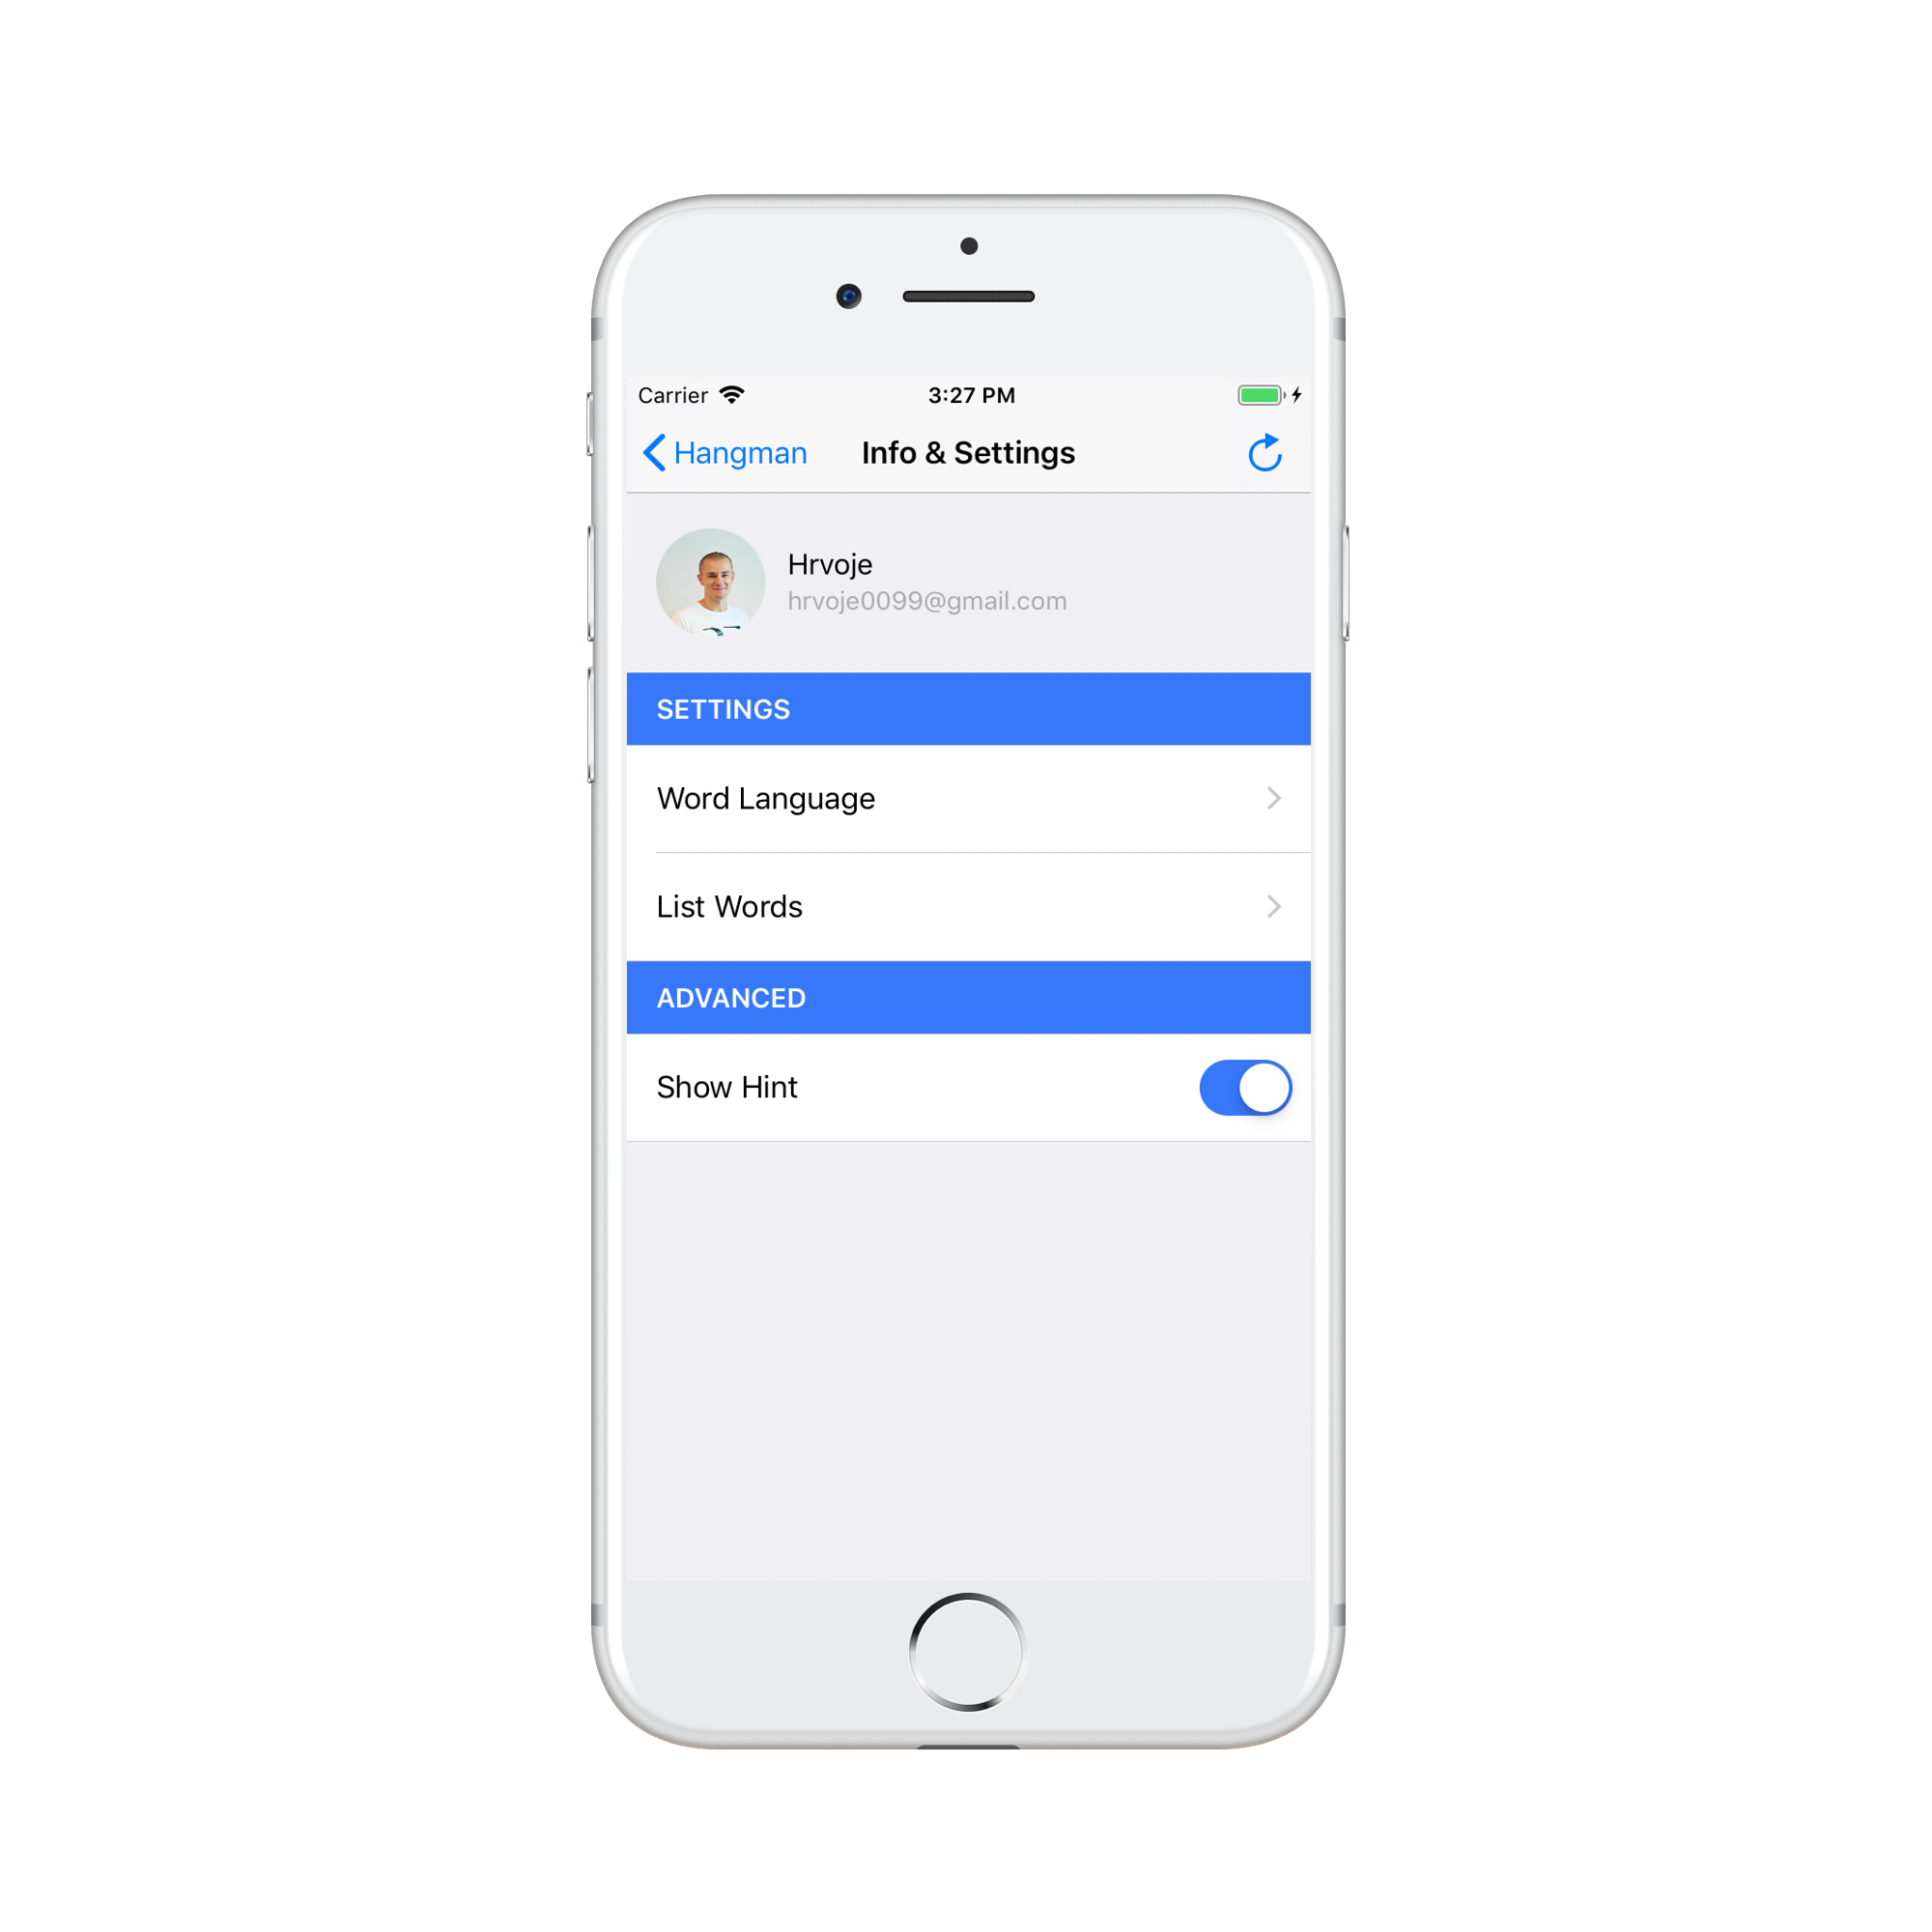 Carrier
3:27 PM
Hangman
Info & Settings
Hrvoje
hrvoje0099@gmail.com
SETTINGS
Word Language
List Words
ADVANCED
Show Hint